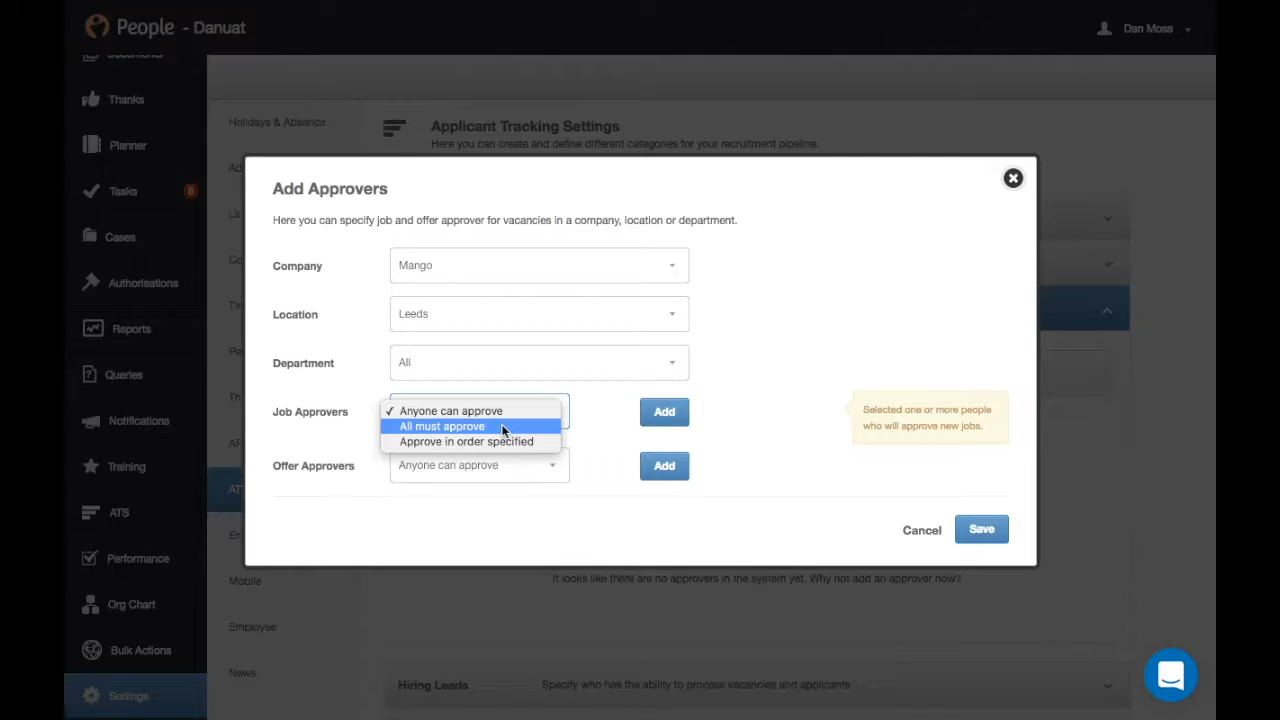 People - Danuat
Dan Moss
Documents
Thanks
Planner
Tasks 8
Cases
Authorisations
Reports
Queries
Notifications
Training
ATS
Performance
Org Chart
Bulk Actions
Settings
Holidays & Absence
Mobile
Employee
News
Applicant Tracking Settings
Here you can create and define different categories for your recruitment pipeline.
Add Approvers
Here you can specify job and offer approver for vacancies in a company, location or department.
Company Mango
Location Leeds
Department All
Job Approvers
✓ Anyone can approve
All must approve
Approve in order specified
Add
Selected one or more people
who will approve new jobs.
Offer Approvers Anyone can approve Add
Cancel Save
It looks like there are no approvers in the system yet. Why not add an approver now?
Hiring Leads Specify who has the ability to process vacancies and applicants